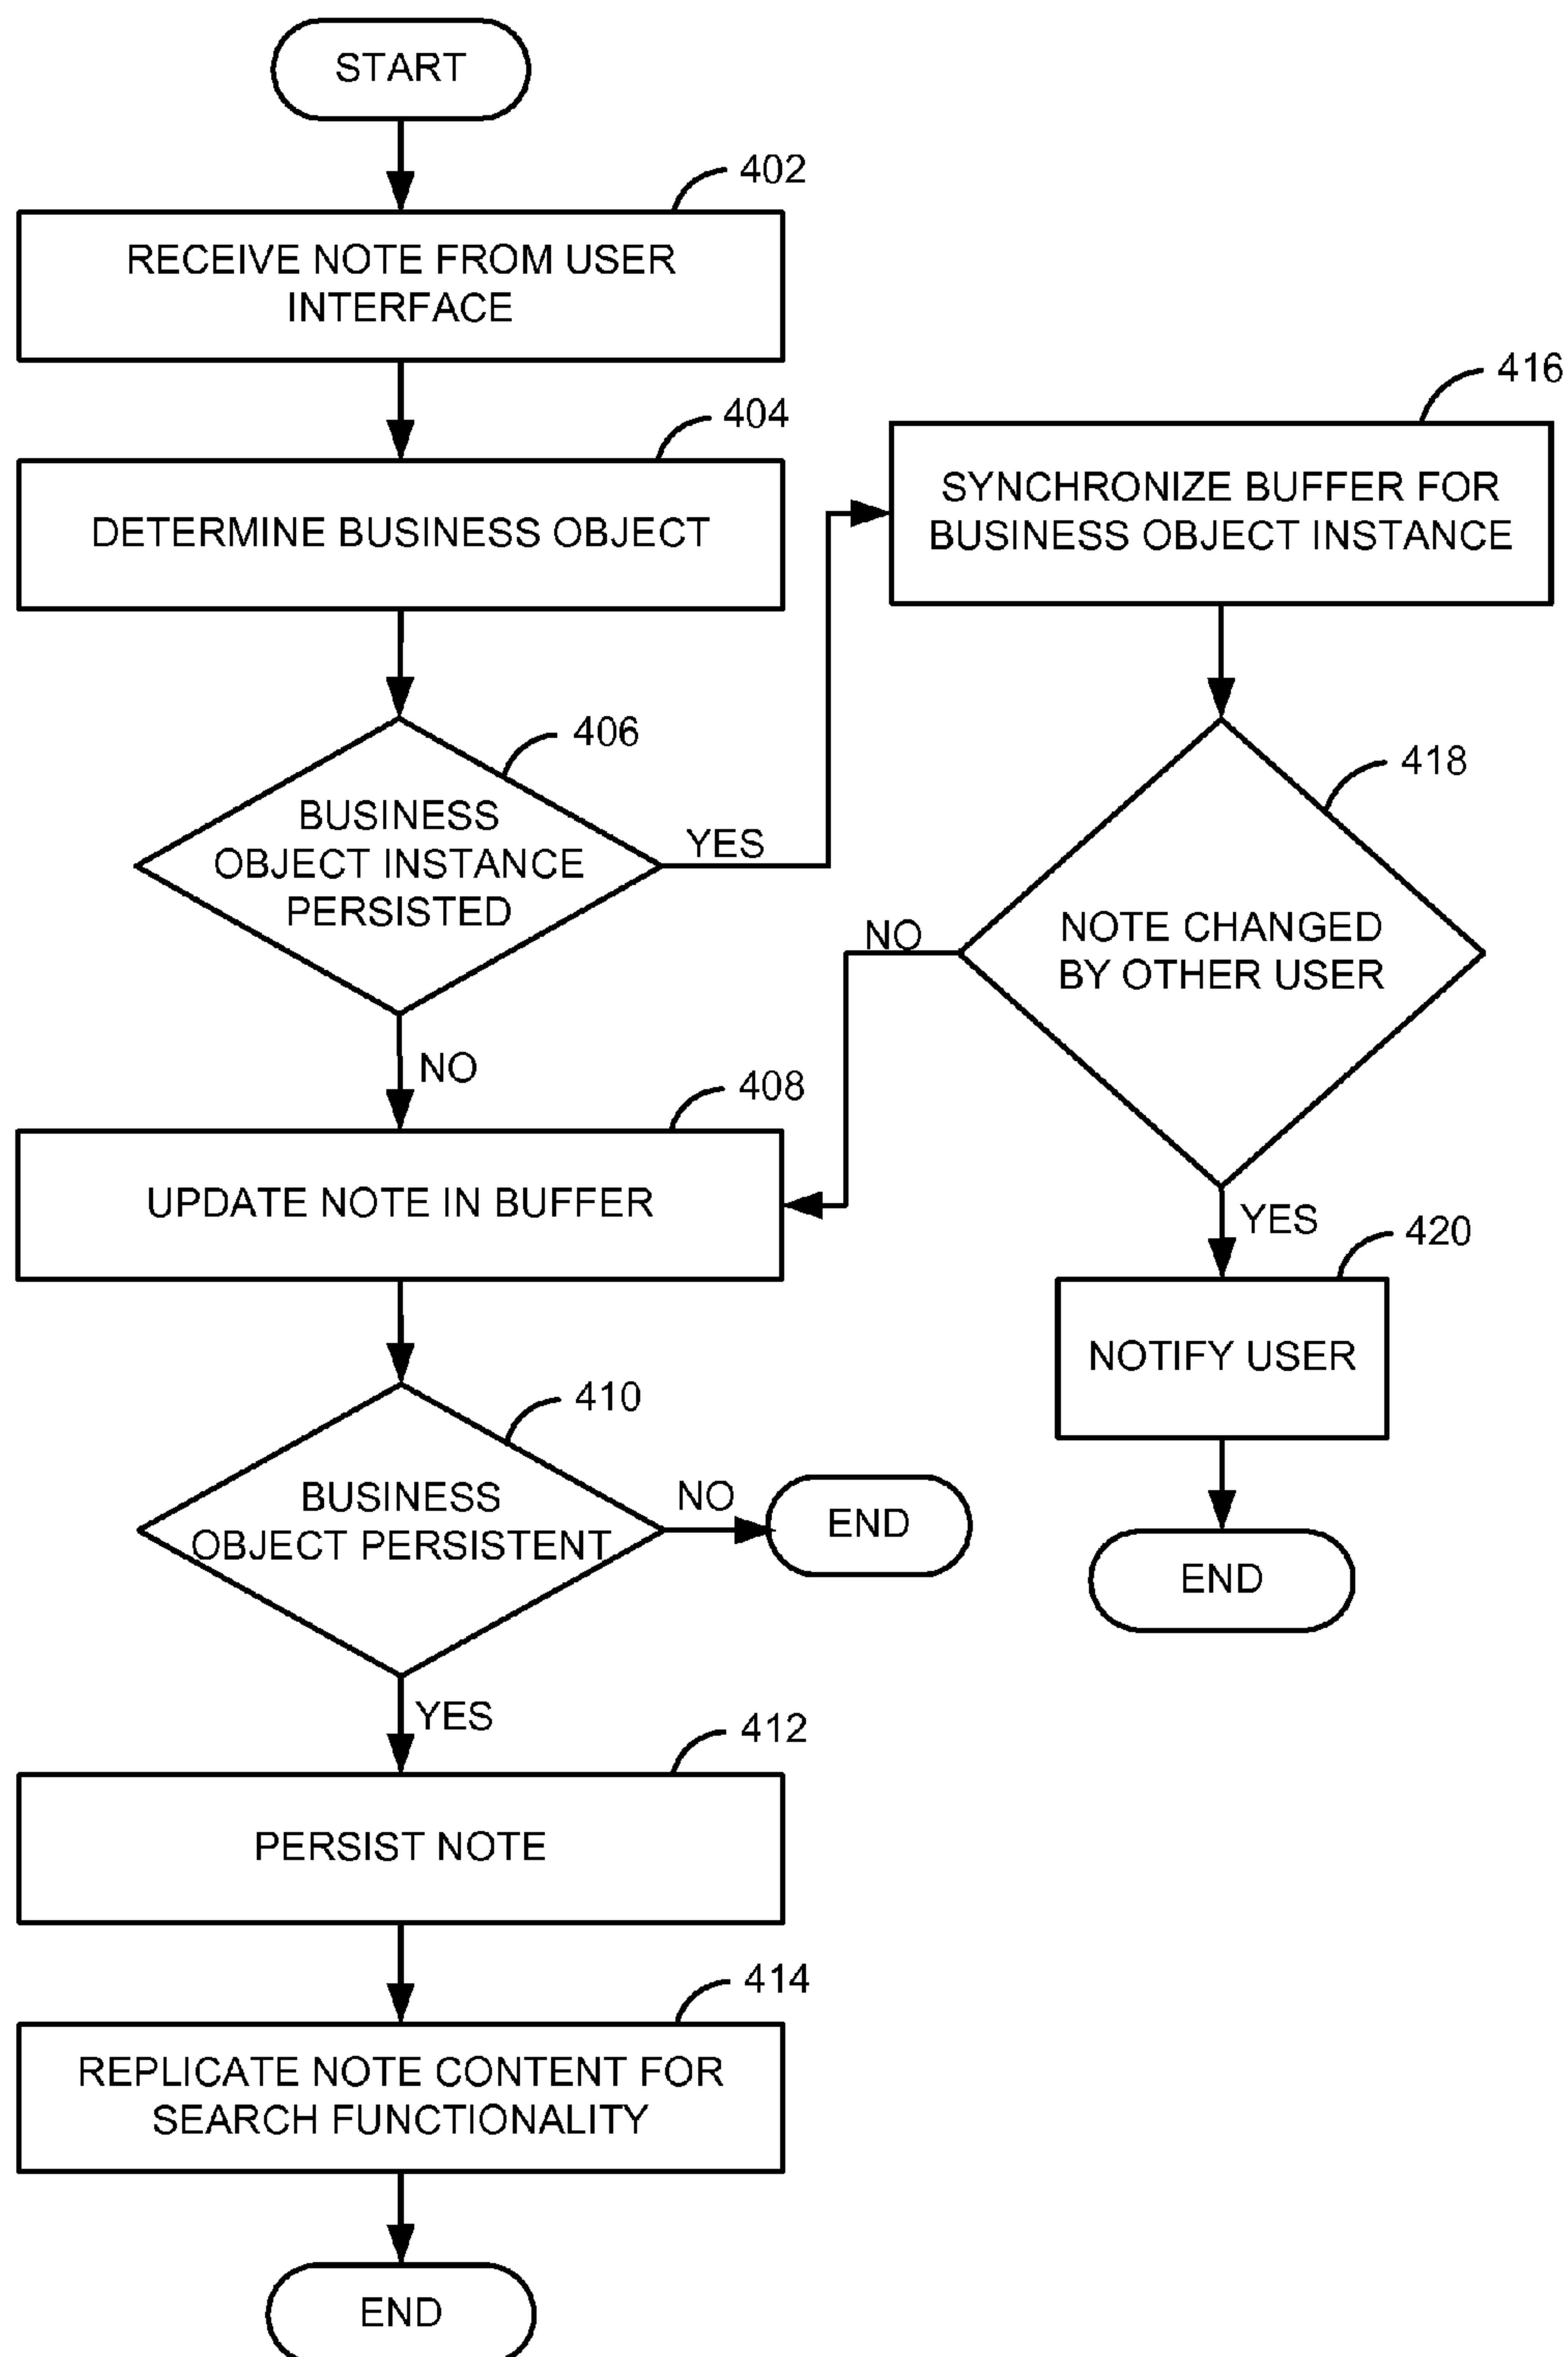 START
402
RECEIVE NOTE FROM USER
INTERFACE
404
DETERMINE BUSINESS OBJECT
406
BUSINESS
OBJECT INSTANCE
PERSISTED
YES
NO
408
UPDATE NOTE IN BUFFER
410
BUSINESS
OBJECT PERSISTENT
NO
END
YES
412
PERSIST NOTE
414
REPLICATE NOTE CONTENT FOR
SEARCH FUNCTIONALITY
END
416
SYNCHRONIZE BUFFER FOR
BUSINESS OBJECT INSTANCE
418
NOTE CHANGED
BY OTHER USER
NO
YES
420
NOTIFY USER
END